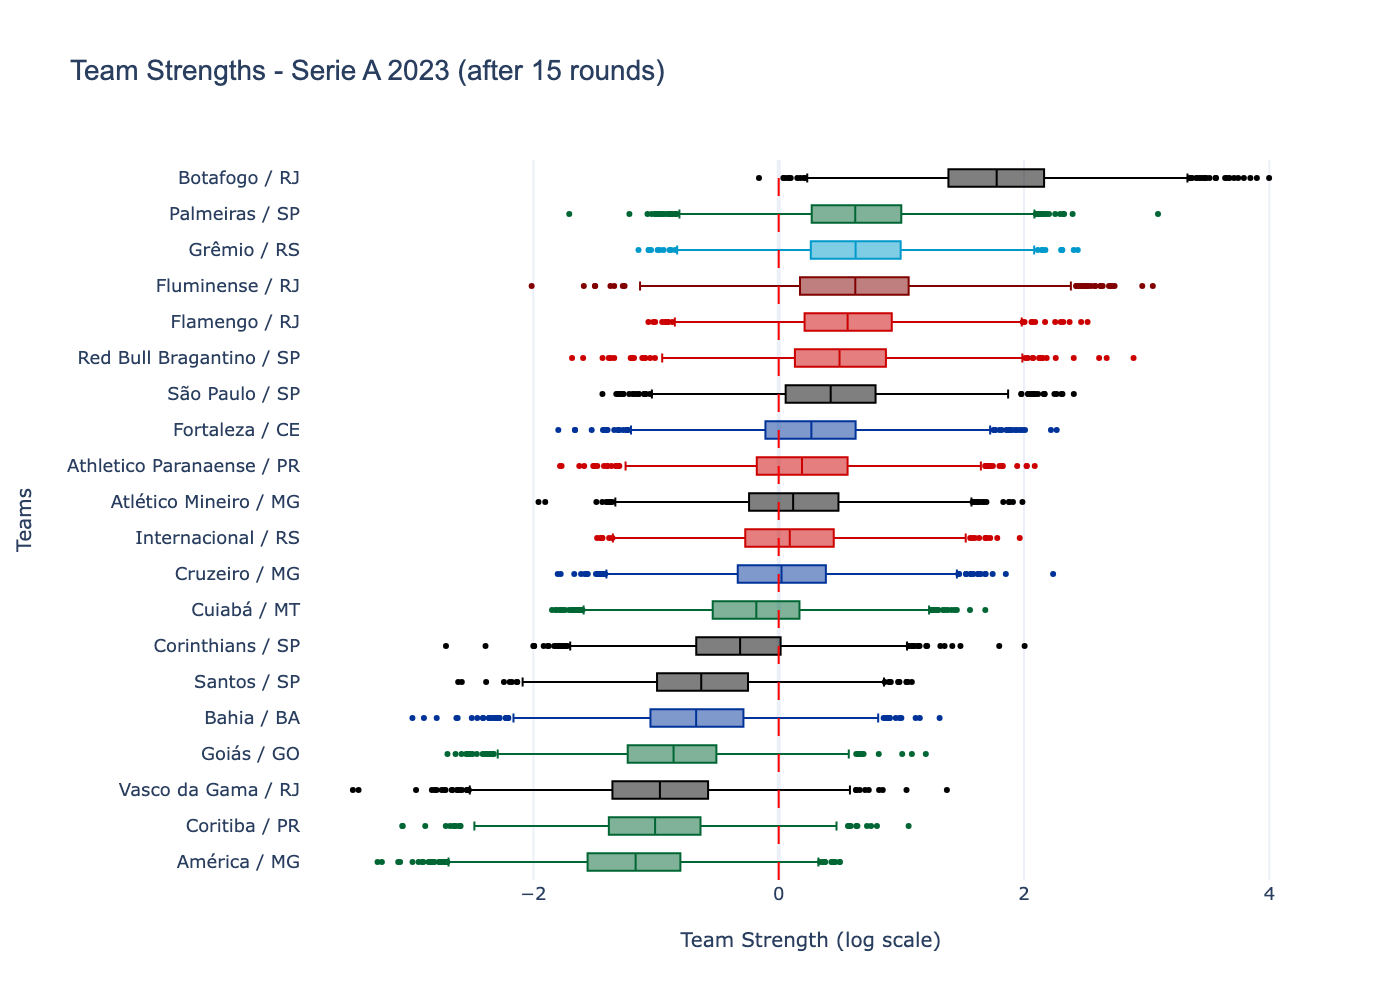 Team Strengths - Serie A 2023 (after 15 rounds)
Botafogo / RJ
Palmeiras / SP
Grêmio / RS
Fluminense / RJ
Flamengo / RJ
Red Bull Bragantino / SP
São Paulo / SP
Fortaleza / CE
Athletico Paranaense / PR
Atlético Mineiro / MG
Internacional / RS
Cruzeiro / MG
Cuiabá / MT
Corinthians / SP
Santos / SP
Bahia / BA
Goiás / GO
Vasco da Gama / RJ
Coritiba / PR
América / MG
Teams
−2 0 2 4
Team Strength (log scale)